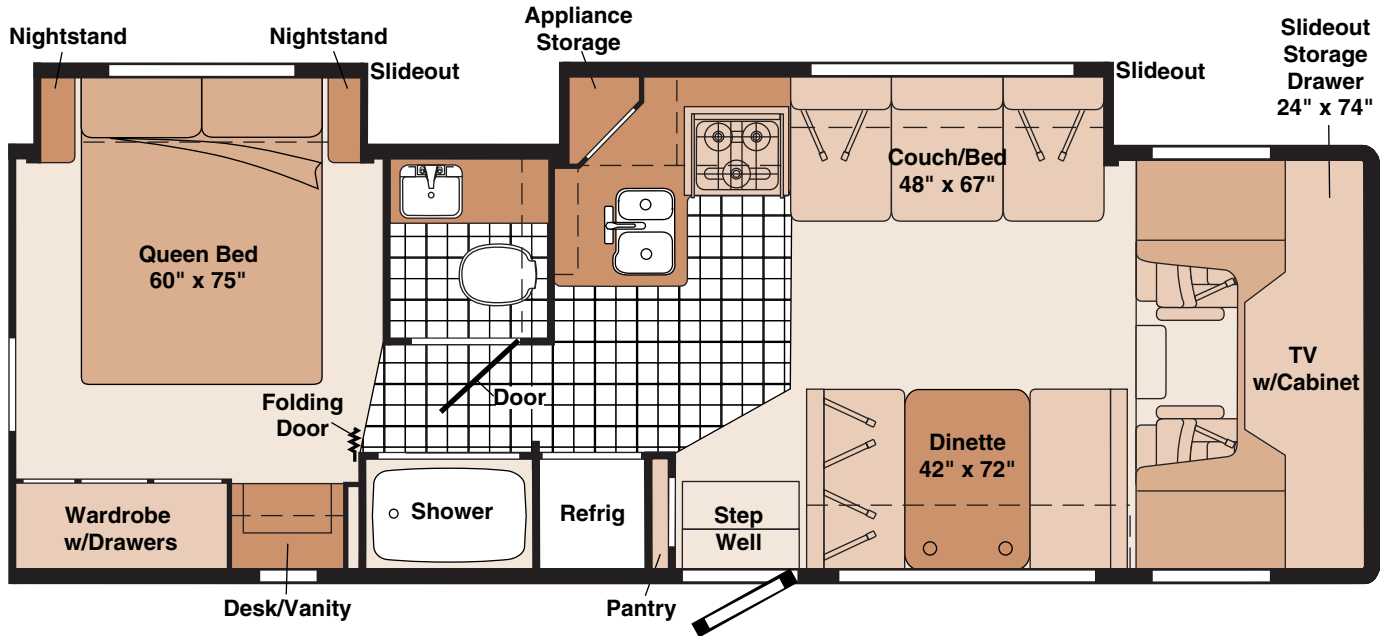 Nightstand
Nightstand
Slideout
Appliance
Storage
Slideout
Slideout
Storage
Drawer
24" x 74"
Couch/Bed
48" x 67"
Queen Bed
60" x 75"
TV
w/Cabinet
Folding
Door
Door
Dinette
42" x 72"
Wardrobe
w/Drawers
Shower
Refrig
Step
Well
Desk/Vanity
Pantry